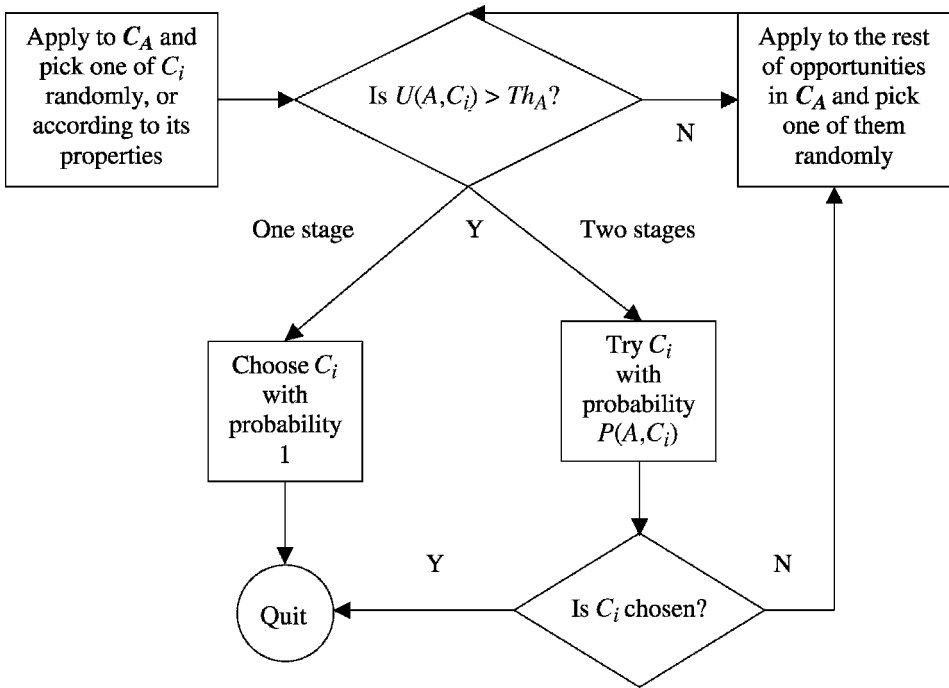 Apply to C_A and
pick one of C_i
randomly, or
according to its
properties
Is U(A,C_i) > Th_A?
Apply to the rest
of opportunities
in C_A and pick
one of them
randomly
N
One stage
Y
Two stages
Choose C_i
with
probability
1
Try C_i
with
probability
P(A,C_i)
Y
N
Quit
Is C_i chosen?